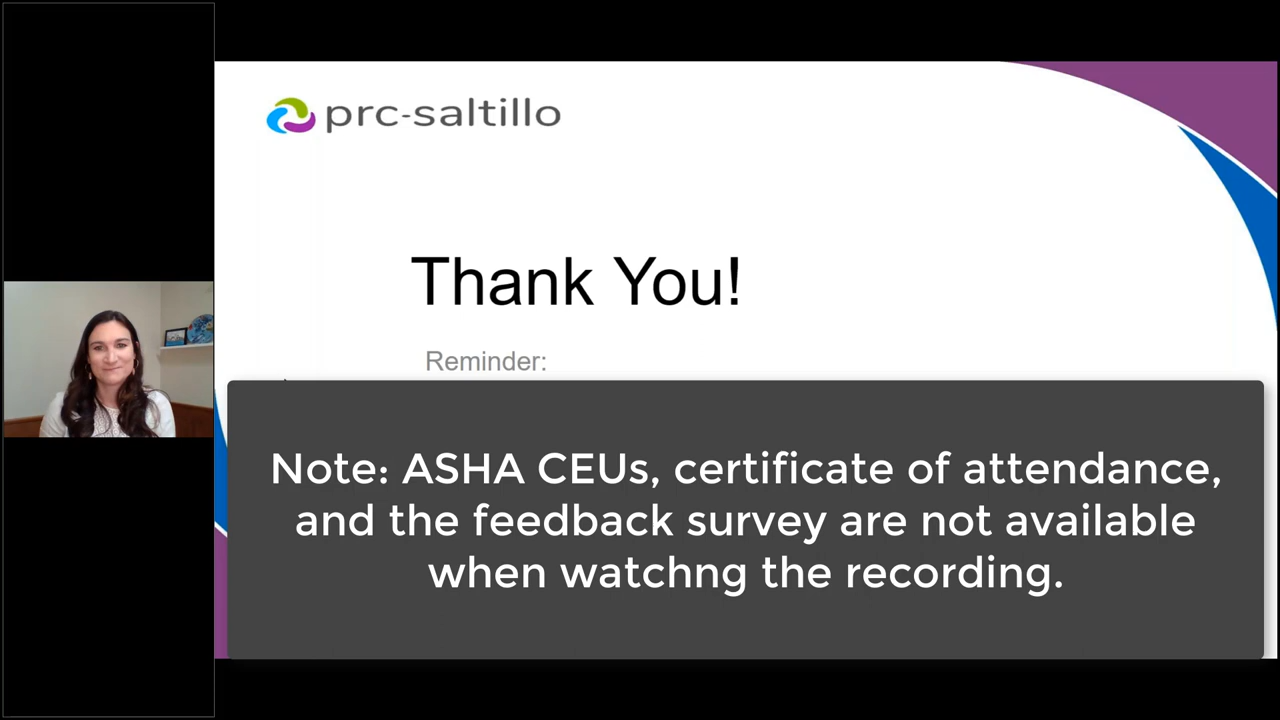 prc-saltillo
Thank You!
Reminder:
Note: ASHA CEUs, certificate of attendance,
and the feedback survey are not available
when watchng the recording.